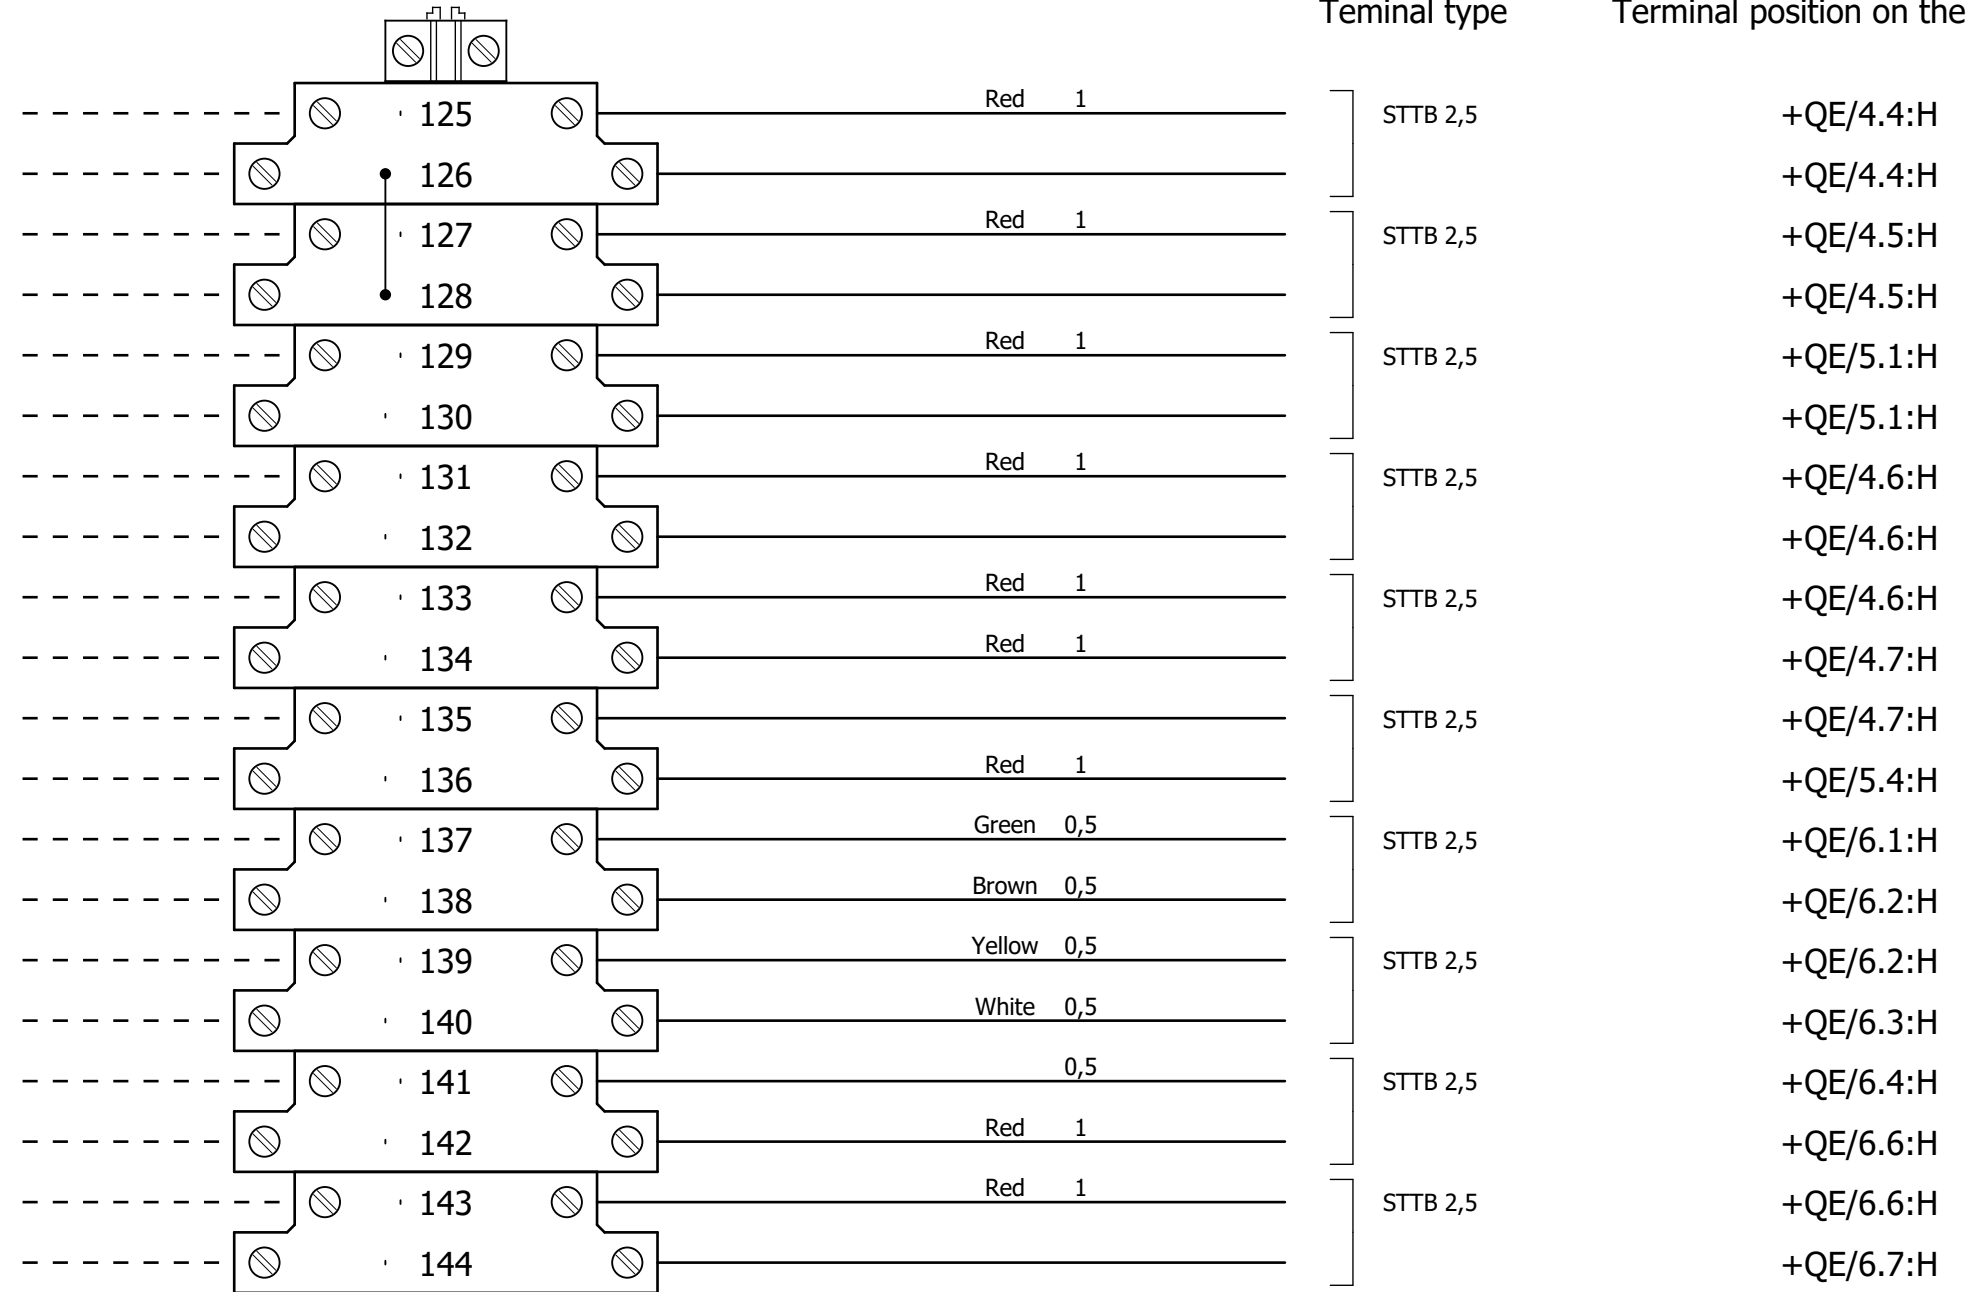 Teminal type Terminal position on the
Red 1
125 STTB 2,5 +QE/4.4:H
126 +QE/4.4:H
Red 1
127 STTB 2,5 +QE/4.5:H
128 +QE/4.5:H
Red 1
129 STTB 2,5 +QE/5.1:H
130 +QE/5.1:H
Red 1
131 STTB 2,5 +QE/4.6:H
132 +QE/4.6:H
Red 1
133 STTB 2,5 +QE/4.6:H
Red 1
134 +QE/4.7:H
135 STTB 2,5 +QE/4.7:H
Red 1
136 +QE/5.4:H
Green 0,5
137 STTB 2,5 +QE/6.1:H
Brown 0,5
138 +QE/6.2:H
Yellow 0,5
139 STTB 2,5 +QE/6.2:H
White 0,5
140 +QE/6.3:H
0,5
141 STTB 2,5 +QE/6.4:H
Red 1
142 +QE/6.6:H
Red 1
143 STTB 2,5 +QE/6.6:H
144 +QE/6.7:H